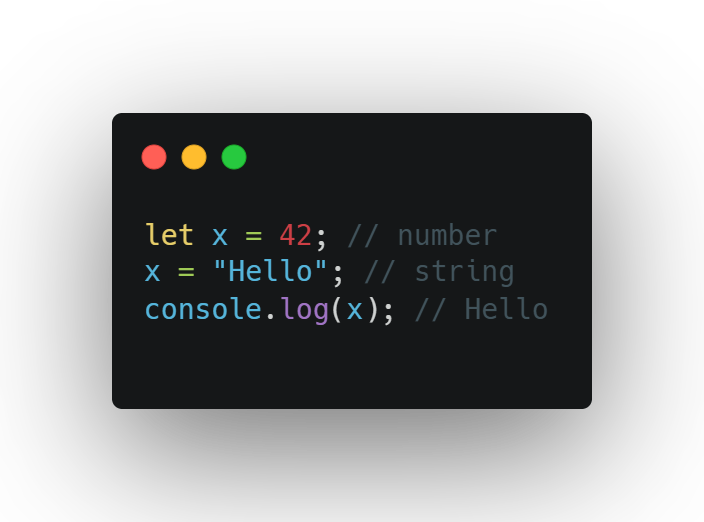 let x = 42; // number
x = "Hello"; // string
console.log(x); // Hello